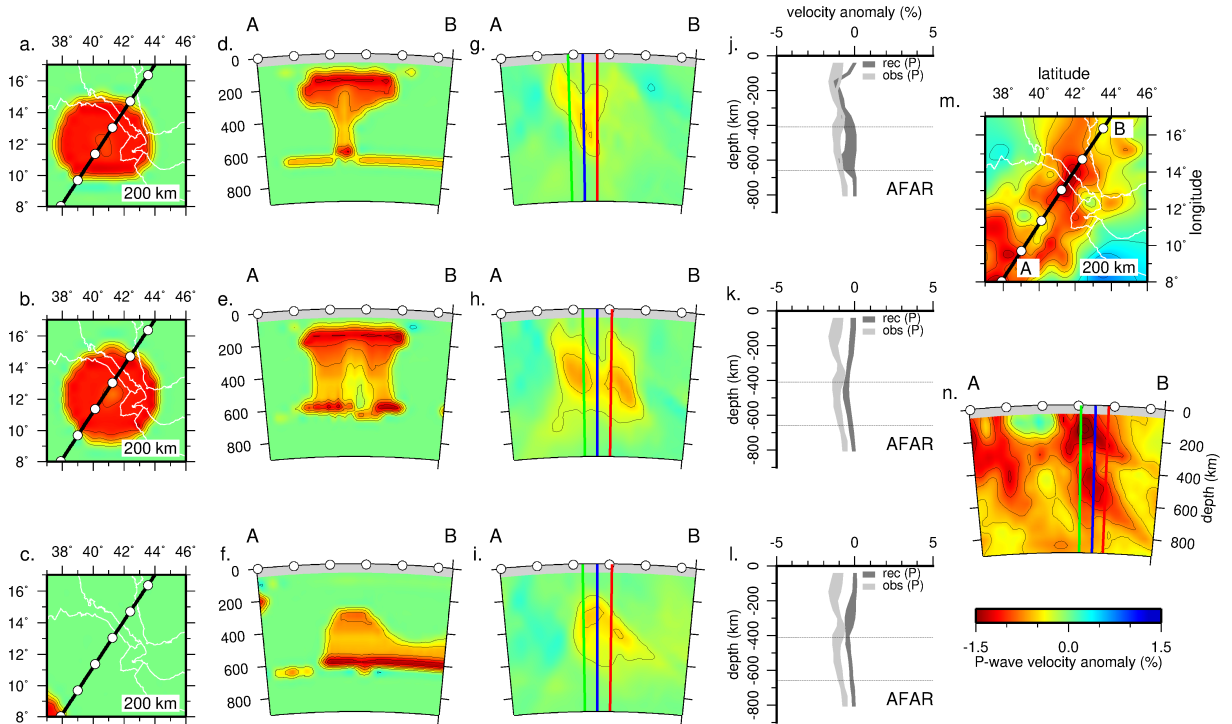 velocity anomaly (%)
-5 0 5
a.
38˚ 40˚ 42˚ 44˚ 46˚
16˚
14˚
12˚
10˚
8˚
200 km
d.
A B
0
200
400
600
800
g.
A B
j.
rec (P)
obs (P)
0
-200
-400
-600
-800
depth (km)
AFAR
m.
latitude
38˚ 40˚ 42˚ 44˚ 46˚
16˚
14˚
12˚
10˚
8˚
longitude
B
A
200 km
b.
38˚ 40˚ 42˚ 44˚ 46˚
16˚
14˚
12˚
10˚
8˚
200 km
e.
A B
0
200
400
600
800
h.
A B
k.
-5 0 5
rec (P)
obs (P)
0
-200
-400
-600
-800
depth (km)
AFAR
n.
A B
0
200
400
600
800
depth (km)
c.
38˚ 40˚ 42˚ 44˚ 46˚
16˚
14˚
12˚
10˚
8˚
200 km
f.
A B
0
200
400
600
800
i.
A B
l.
-5 0 5
rec (P)
obs (P)
0
-200
-400
-600
-800
depth (km)
AFAR
-1.5 0.0 1.5
P-wave velocity anomaly (%)